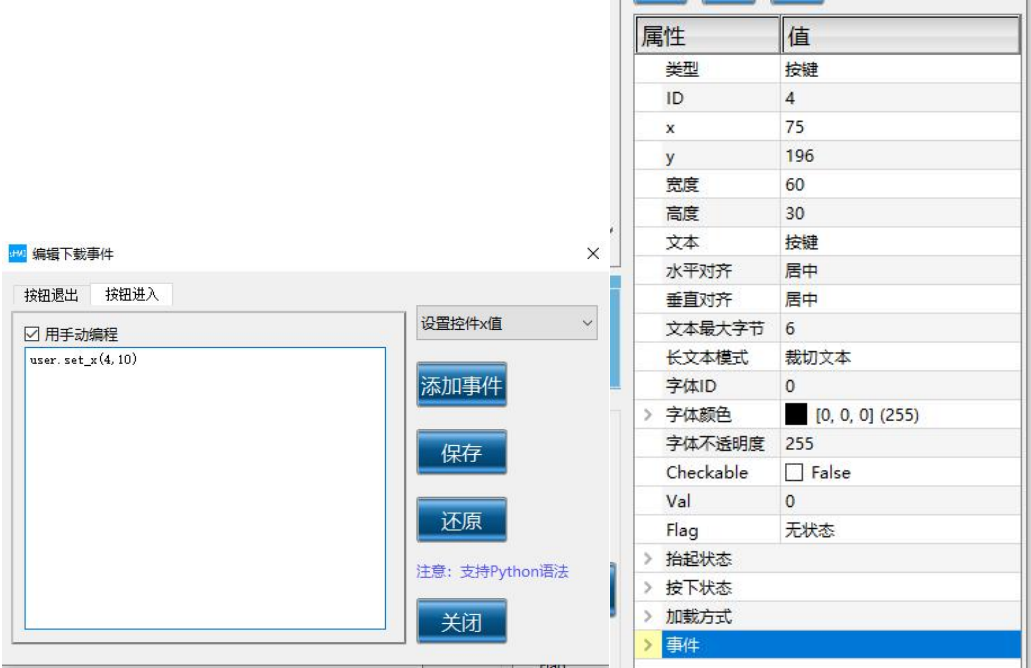 编辑下载事件
按钮退出 按钮进入
用手动编程
user.set_x(4,10)
设置控件x值
添加事件
保存
还原
注意：支持Python语法
关闭
属性 值
类型 按键
ID 4
x 75
y 196
宽度 60
高度 30
文本 按键
水平对齐 居中
垂直对齐 居中
文本最大字节 6
长文本模式 裁切文本
字体ID 0
字体颜色 [0, 0, 0] (255)
字体不透明度 255
Checkable False
Val 0
Flag 无状态
抬起状态
按下状态
加载方式
事件